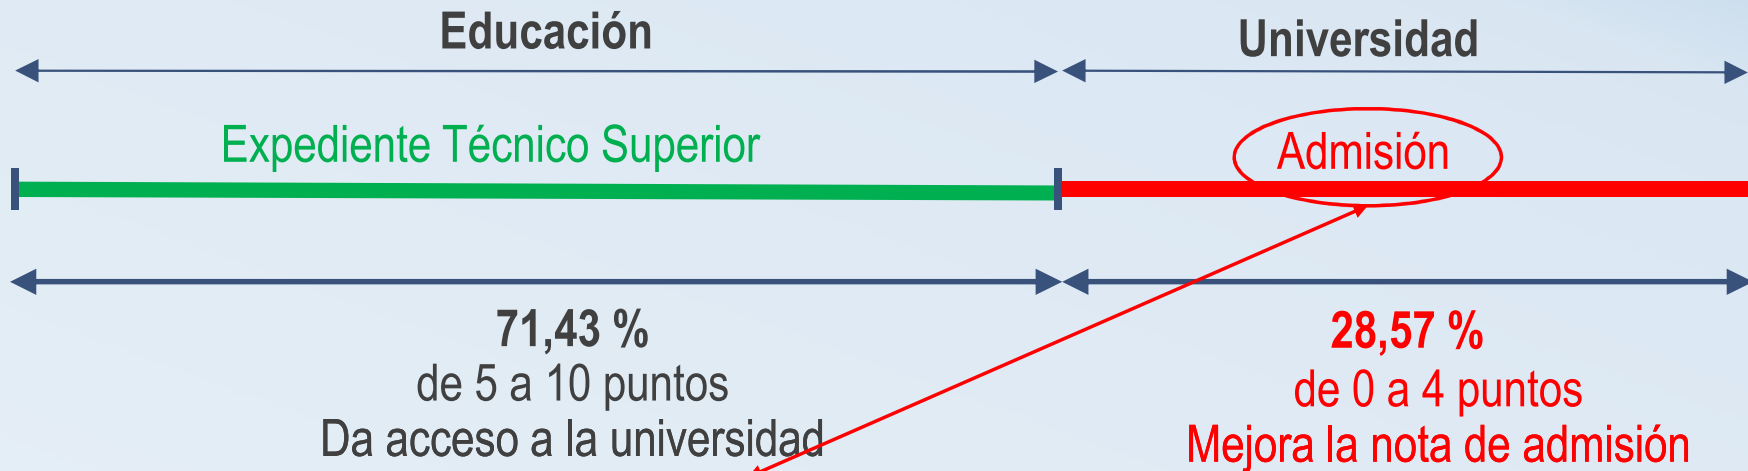 Educación
Universidad
Expediente Técnico Superior
Admisión
71,43 %
de 5 a 10 puntos
Da acceso a la universidad
28,57 %
de 0 a 4 puntos
Mejora la nota de admisión